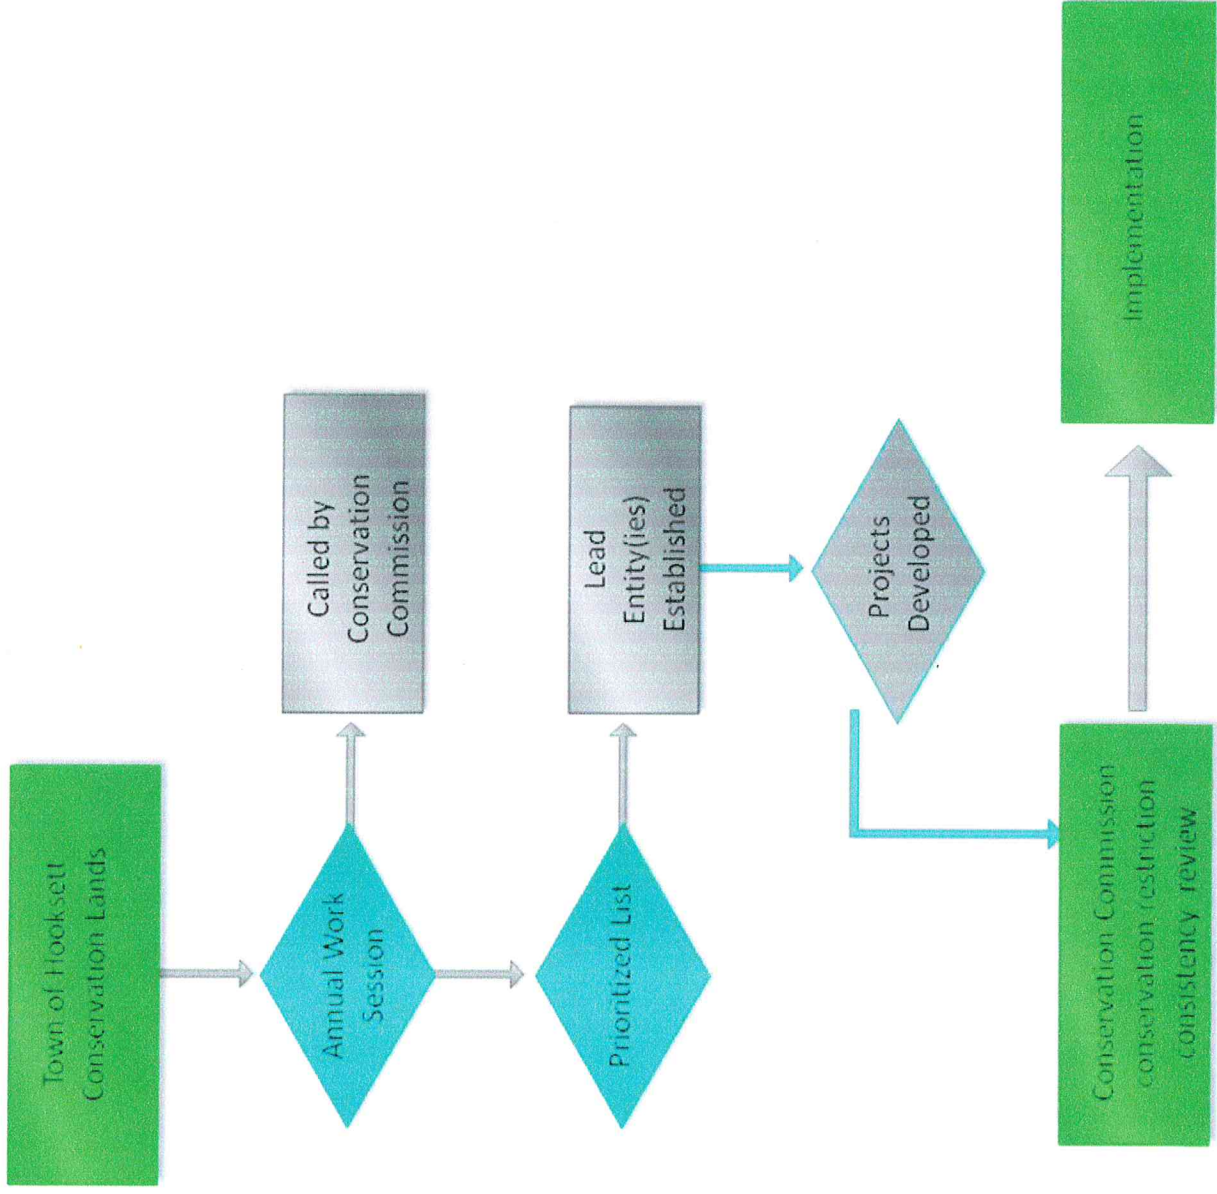 Town of Hooksett
Conservation Lands
Annual Work
Session
Called by
Conservation
Commission
Prioritized List
Lead
Entity(ies)
Established
Projects
Developed
Conservation Commission
conservation restriction
consistency review
Implementation